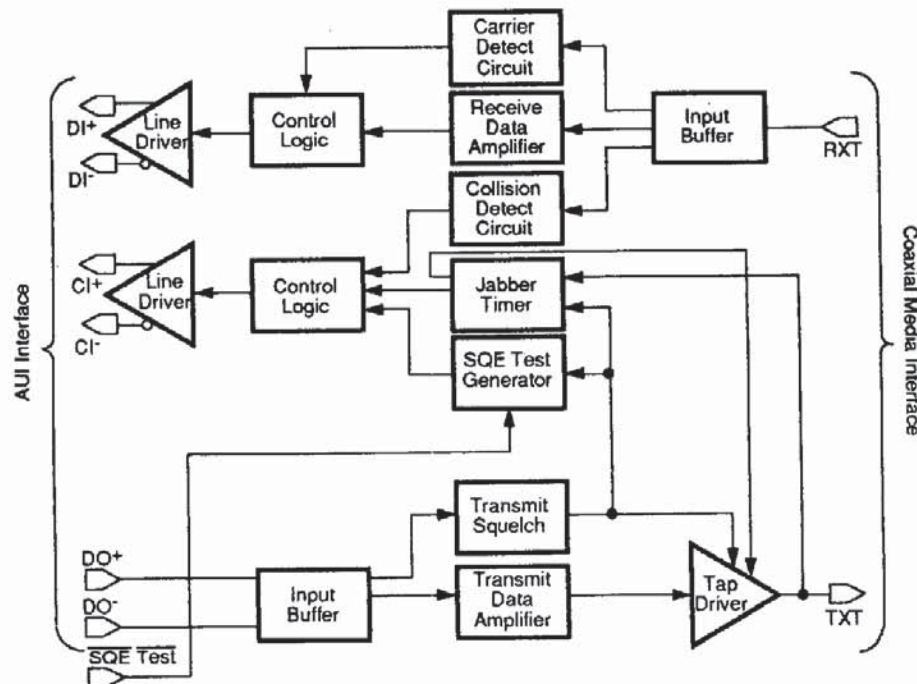 Carrier
Detect
Circuit
DI+
DI-
Line
Driver
Control
Logic
Receive
Data
Amplifier
Input
Buffer
RXT
Collision
Detect
Circuit
CI+
CI-
Line
Driver
Control
Logic
Jabber
Timer
SQE Test
Generator
AUI Interface
Coaxial Media Interface
Transmit
Squelch
DO+
DO-
Input
Buffer
Transmit
Data
Amplifier
Tap
Driver
TXT
SQE Test